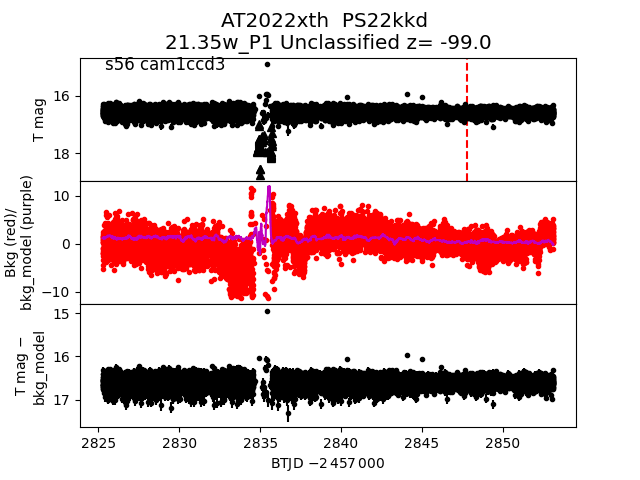 AT2022xth  PS22kkd
21.35w_P1 Unclassified z= -99.0
s56 cam1ccd3
T mag
16
18
Bkg (red)/
bkg_model (purple)
10
0
−10
T mag −
bkg_model
15
16
17
2825
2830
2835
2840
2845
2850
BTJD −2 457 000